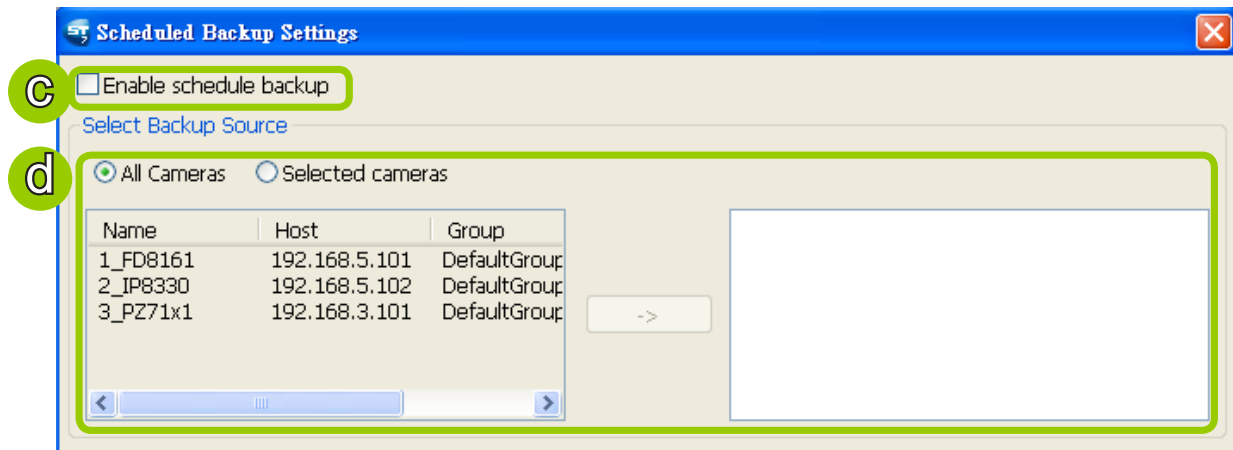 Scheduled Backup Settings
c
Enable schedule backup
Select Backup Source
d
All Cameras Selected cameras
Name Host Group
1_FD8161 192.168.5.101 DefaultGroup
2_IP8330 192.168.5.102 DefaultGroup
3_PZ71x1 192.168.3.101 DefaultGroup
->